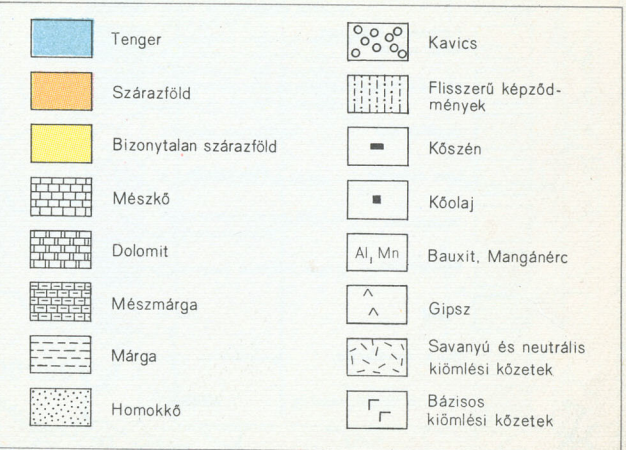 Tenger
Szárazföld
Bizonytalan szárazföld
Mészkő
Dolomit
Mészmárga
Márga
Homokkő
Kavics
Flisszerű képződ-
mények
Kőszén
Kőolaj
Al, Mn
Bauxit, Mangánérc
Gipsz
Savanyú és neutrális
kiömlési kőzetek
Bázisos
kiömlési kőzetek